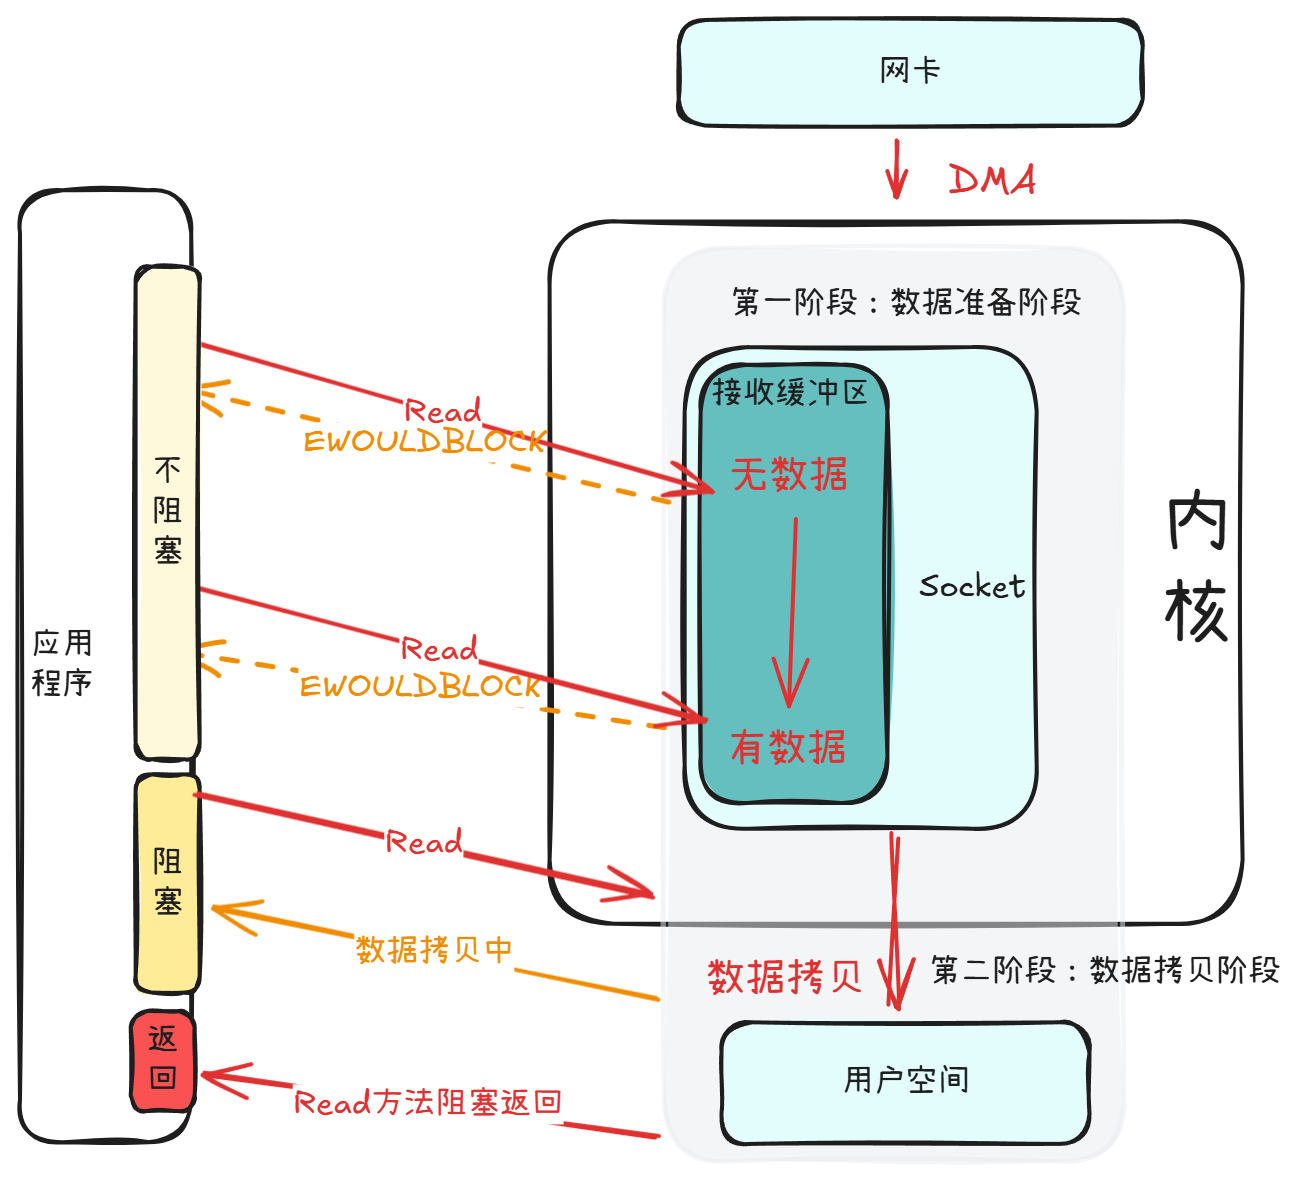 网卡
DMA
第一阶段：数据准备阶段
接收缓冲区
Read
EWOULDBLOCK
无数据
不
阻
塞
内
核
Socket
应用
程序
Read
EWOULDBLOCK
有数据
Read
阻
塞
数据拷贝中
数据拷贝
第二阶段：数据拷贝阶段
返
回
Read方法阻塞返回
用户空间